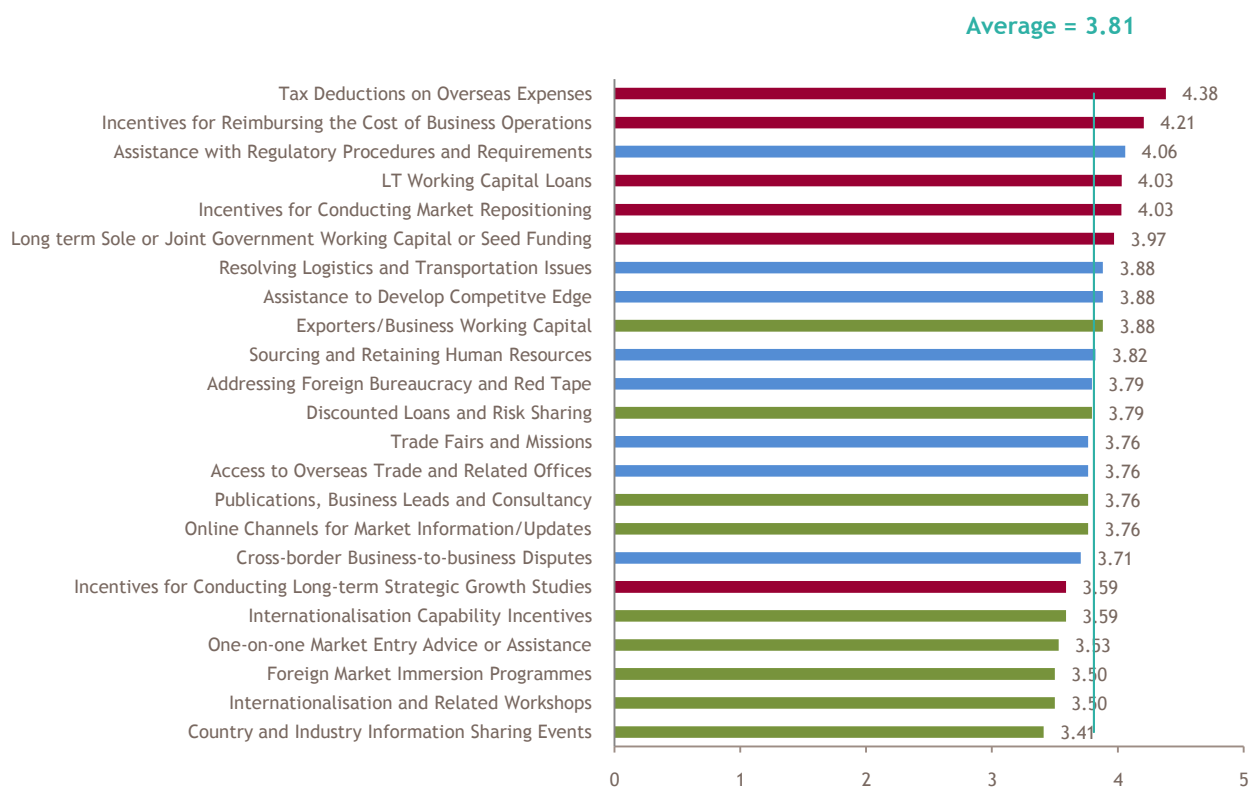 Average = 3.81
Tax Deductions on Overseas Expenses 4.38
Incentives for Reimbursing the Cost of Business Operations 4.21
Assistance with Regulatory Procedures and Requirements 4.06
LT Working Capital Loans 4.03
Incentives for Conducting Market Repositioning 4.03
Long term Sole or Joint Government Working Capital or Seed Funding 3.97
Resolving Logistics and Transportation Issues 3.88
Assistance to Develop Competitve Edge 3.88
Exporters/Business Working Capital 3.88
Sourcing and Retaining Human Resources 3.82
Addressing Foreign Bureaucracy and Red Tape 3.79
Discounted Loans and Risk Sharing 3.79
Trade Fairs and Missions 3.76
Access to Overseas Trade and Related Offices 3.76
Publications, Business Leads and Consultancy 3.76
Online Channels for Market Information/Updates 3.76
Cross-border Business-to-business Disputes 3.71
Incentives for Conducting Long-term Strategic Growth Studies 3.59
Internationalisation Capability Incentives 3.59
One-on-one Market Entry Advice or Assistance 3.53
Foreign Market Immersion Programmes 3.50
Internationalisation and Related Workshops 3.50
Country and Industry Information Sharing Events 3.41
0 1 2 3 4 5